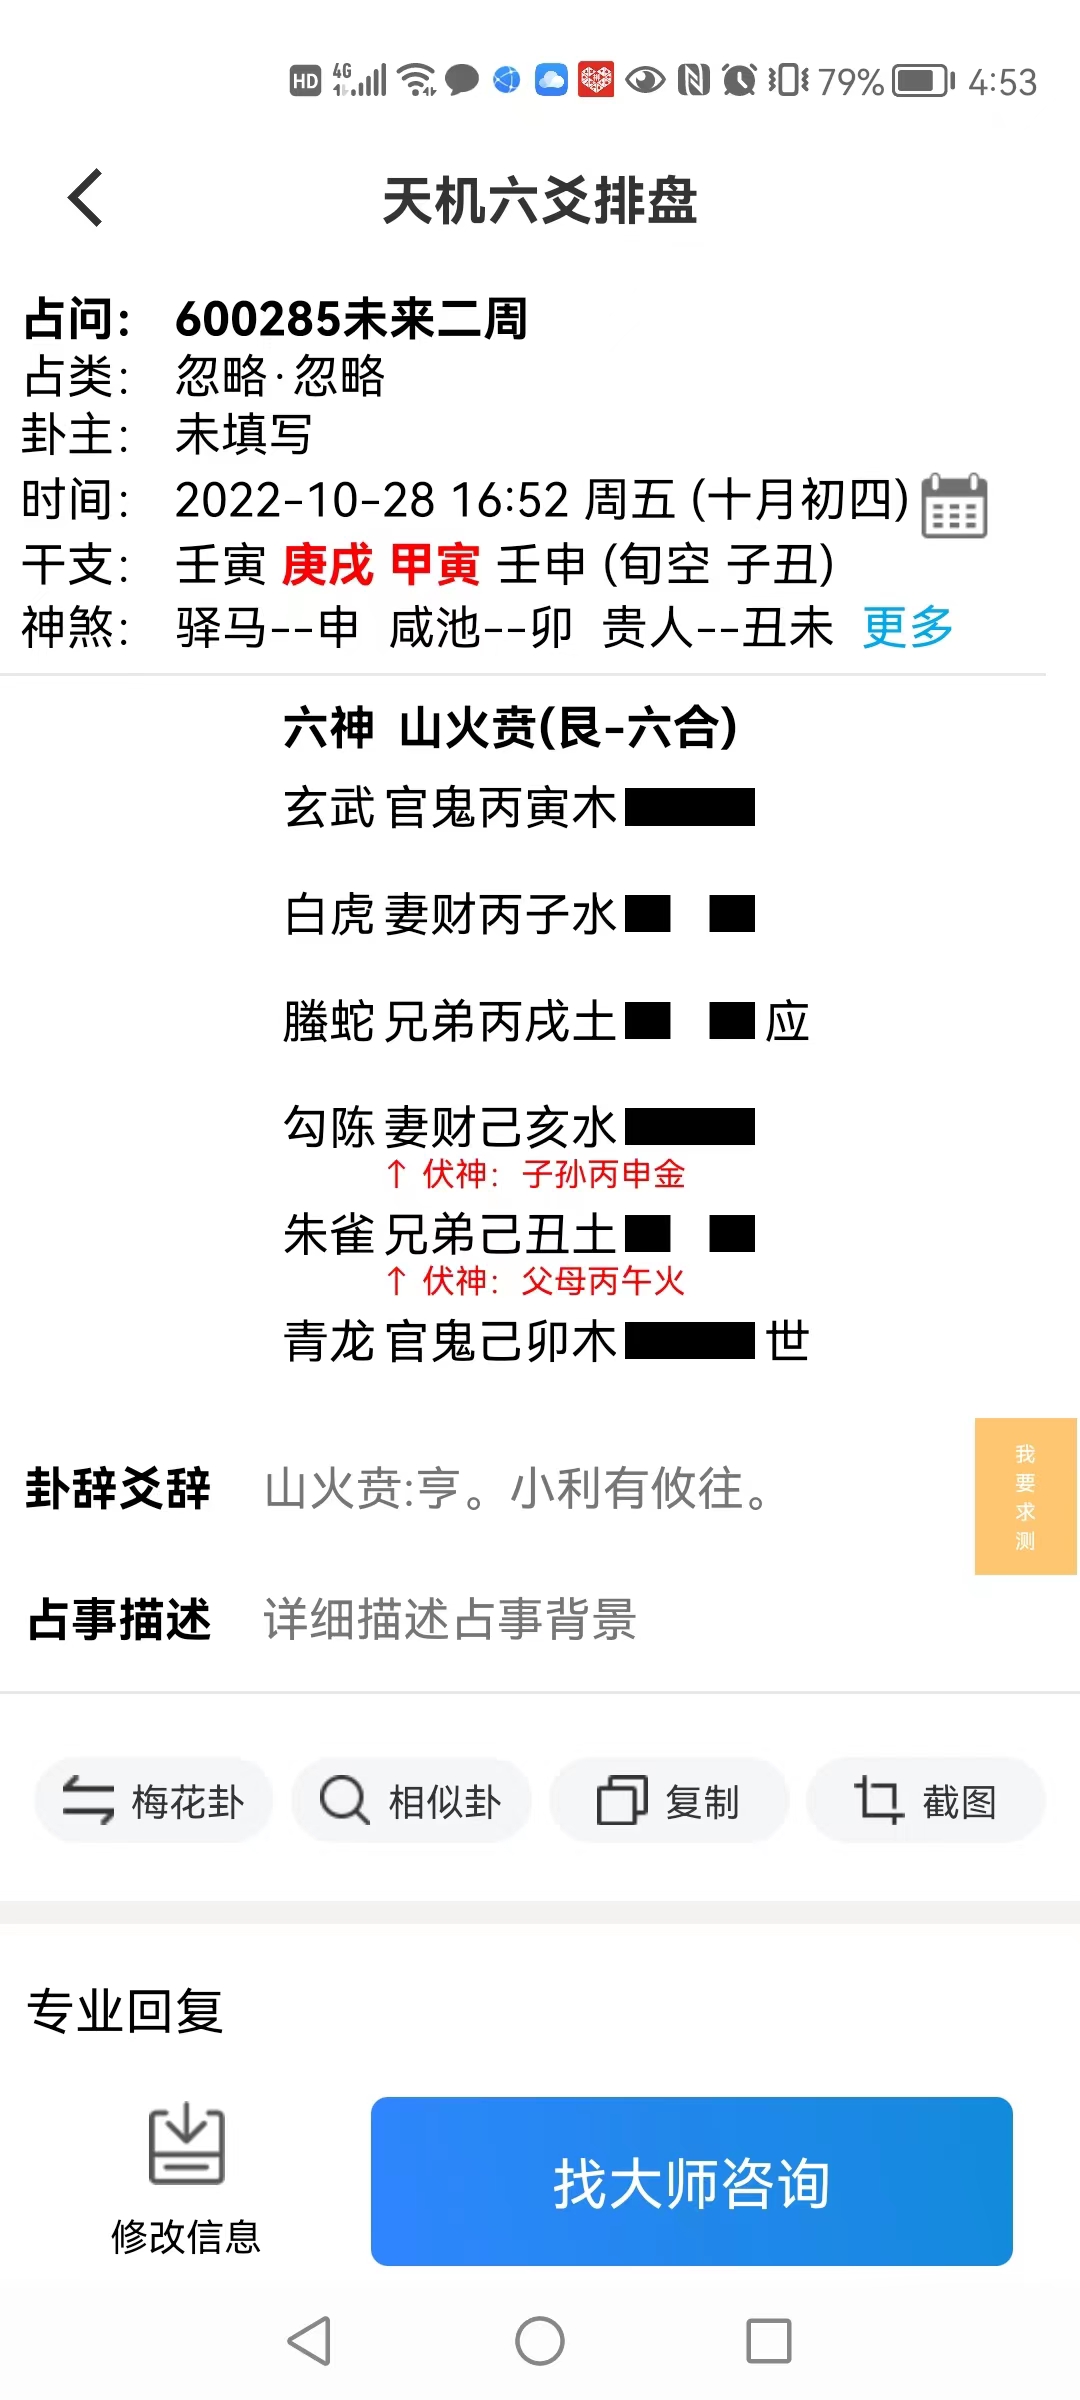 HD 4G 79% 4:53
天机六爻排盘
占问： 600285未来二周
占类： 忽略·忽略
卦主： 未填写
时间： 2022-10-28 16:52 周五 (十月初四)
干支： 壬寅 庚戌 甲寅 壬申 (旬空 子丑)
神煞： 驿马--申 咸池--卯 贵人--丑未 更多
六神 山火贲(艮-六合)
玄武 官鬼丙寅木
白虎 妻财丙子水
螣蛇 兄弟丙戌土 应
勾陈 妻财己亥水
↑ 伏神：子孙丙申金
朱雀 兄弟己丑土
↑ 伏神：父母丙午火
青龙 官鬼己卯木 世
卦辞爻辞 山火贲:亨。小利有攸往。
我要求测
占事描述 详细描述占事背景
梅花卦 相似卦 复制 截图
专业回复
修改信息 找大师咨询